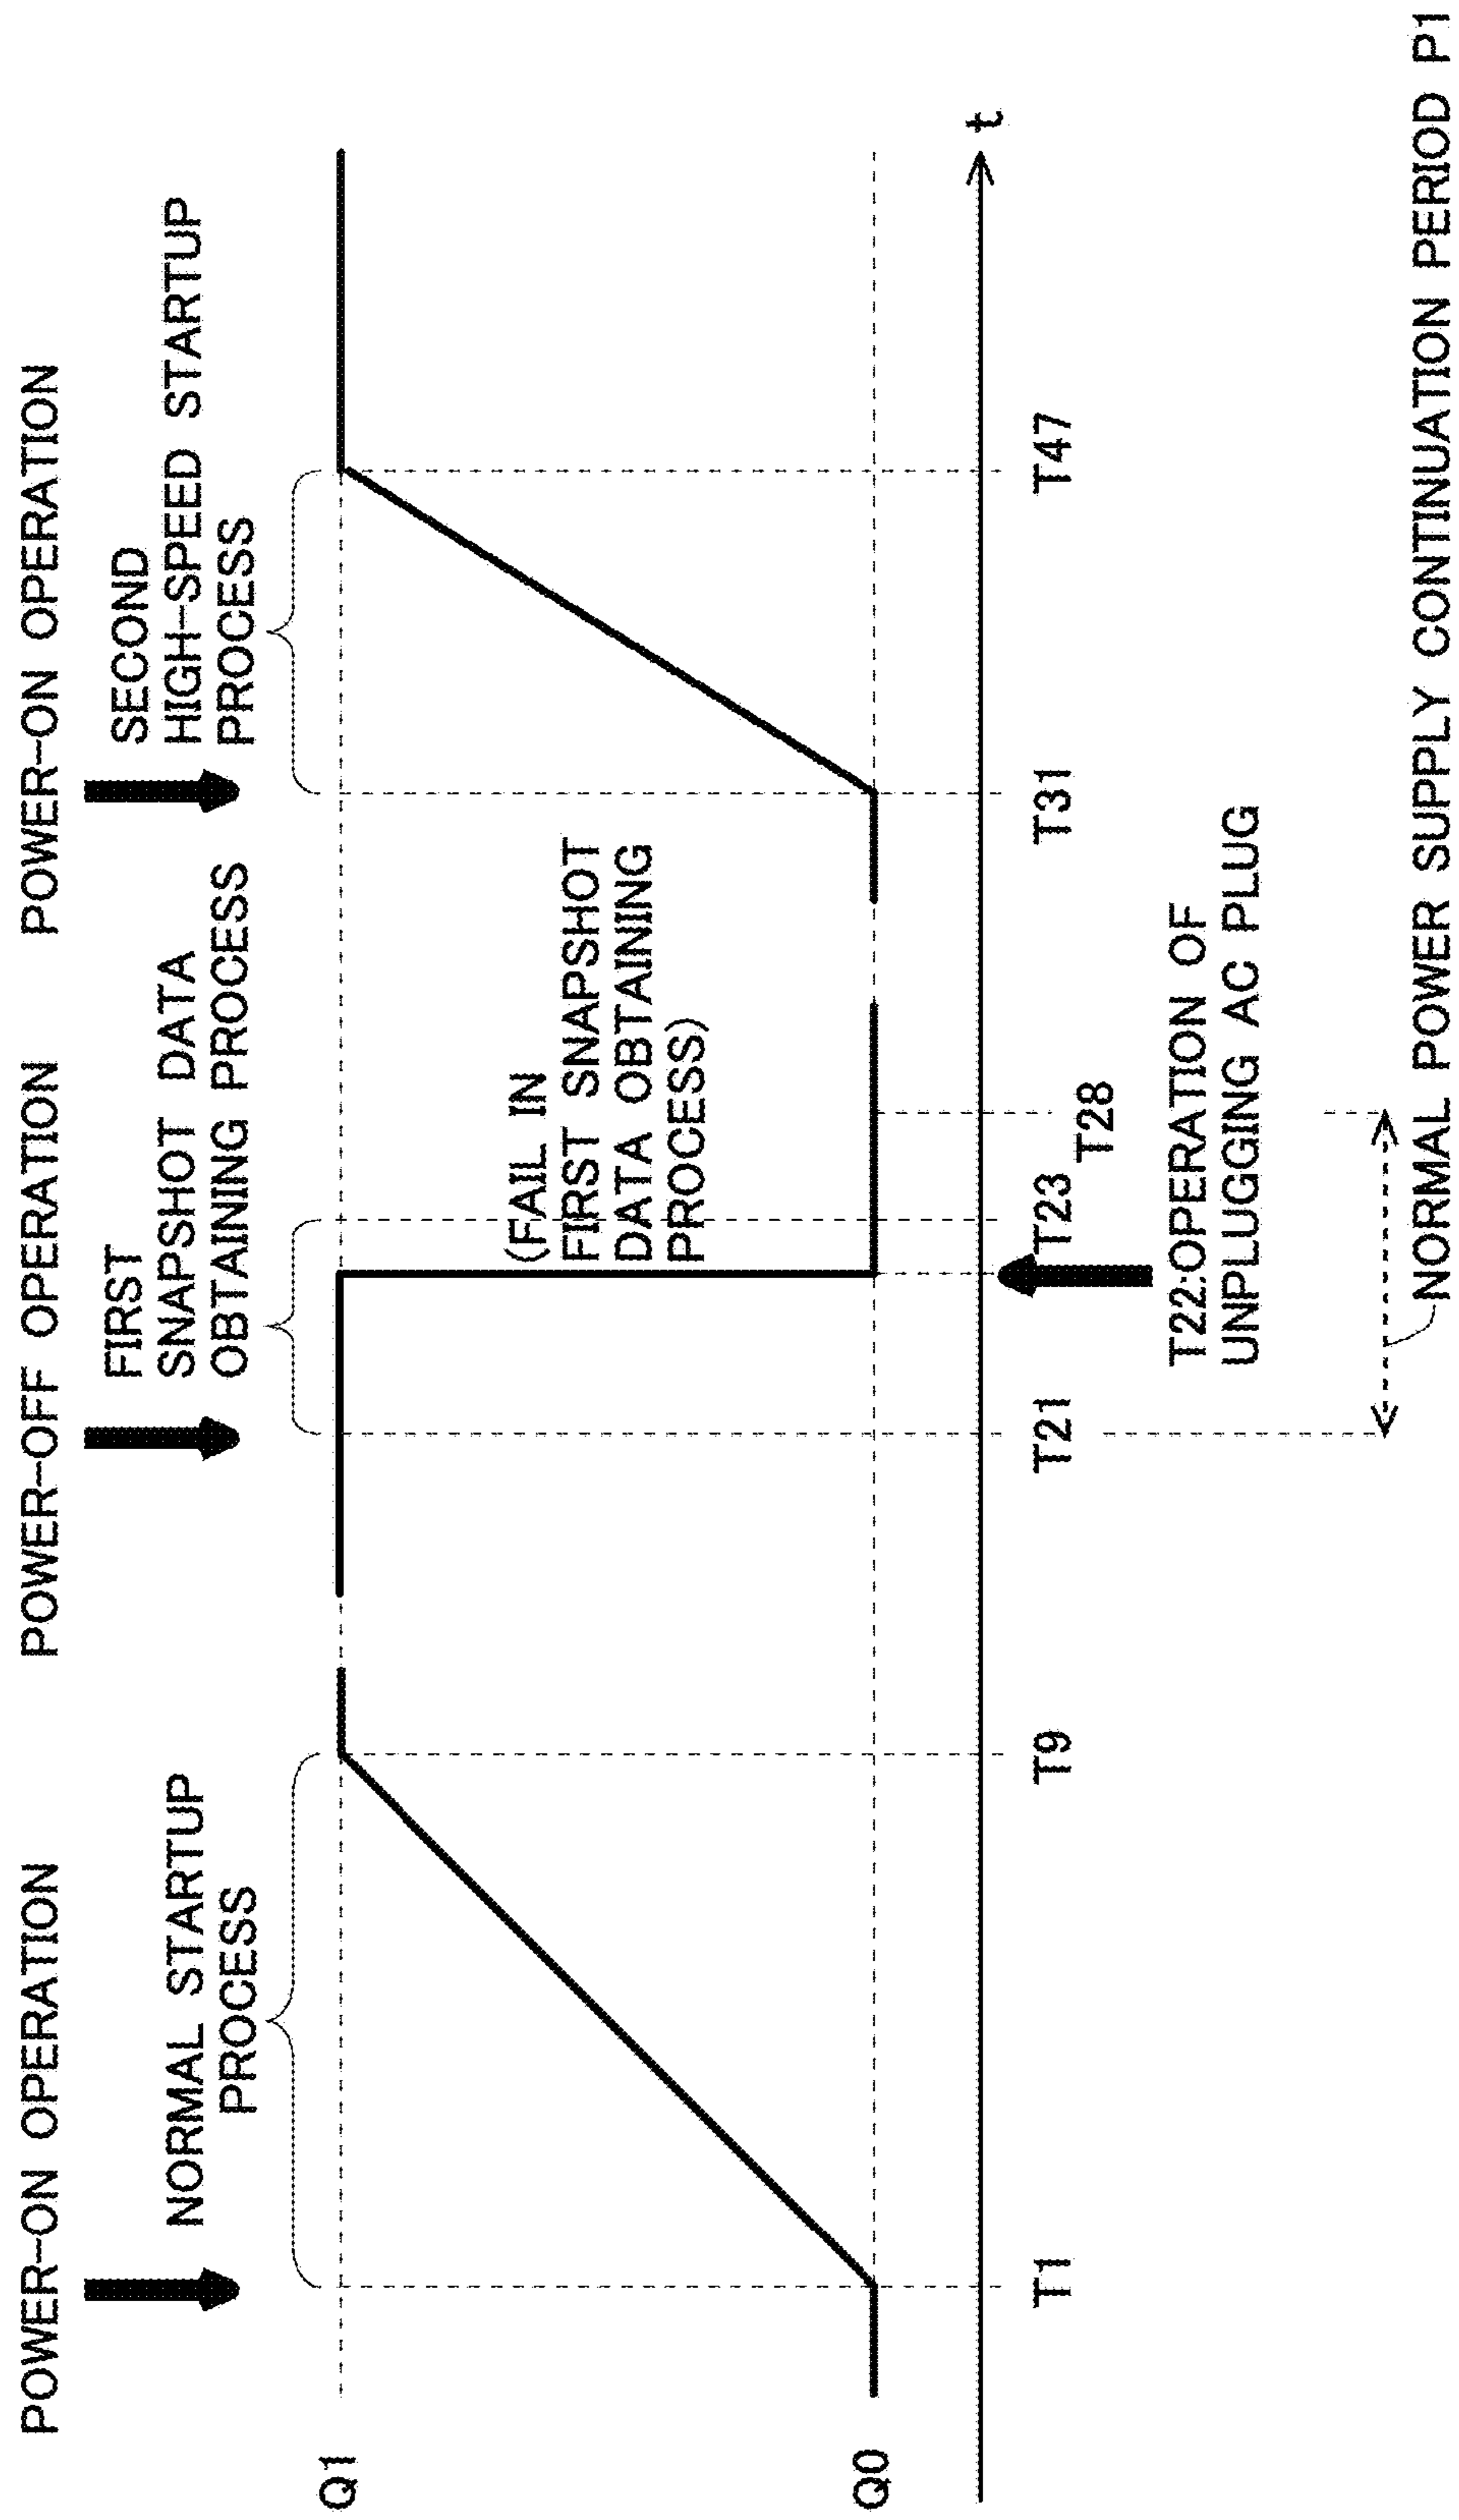 POWER-ON OPERATION
POWER-OFF OPERATION
POWER-ON OPERATION
NORMAL STARTUP
PROCESS
FIRST
SNAPSHOT DATA
OBTAINING PROCESS
SECOND
HIGH-SPEED STARTUP
PROCESS
Q1
(FAIL IN
FIRST SNAPSHOT
DATA OBTAINING
PROCESS)
Q0
t
T1
T9
T21
T23
T31
T47
T28
T22:OPERATION OF
UNPLUGGING AC PLUG
NORMAL POWER SUPPLY CONTINUATION PERIOD P1